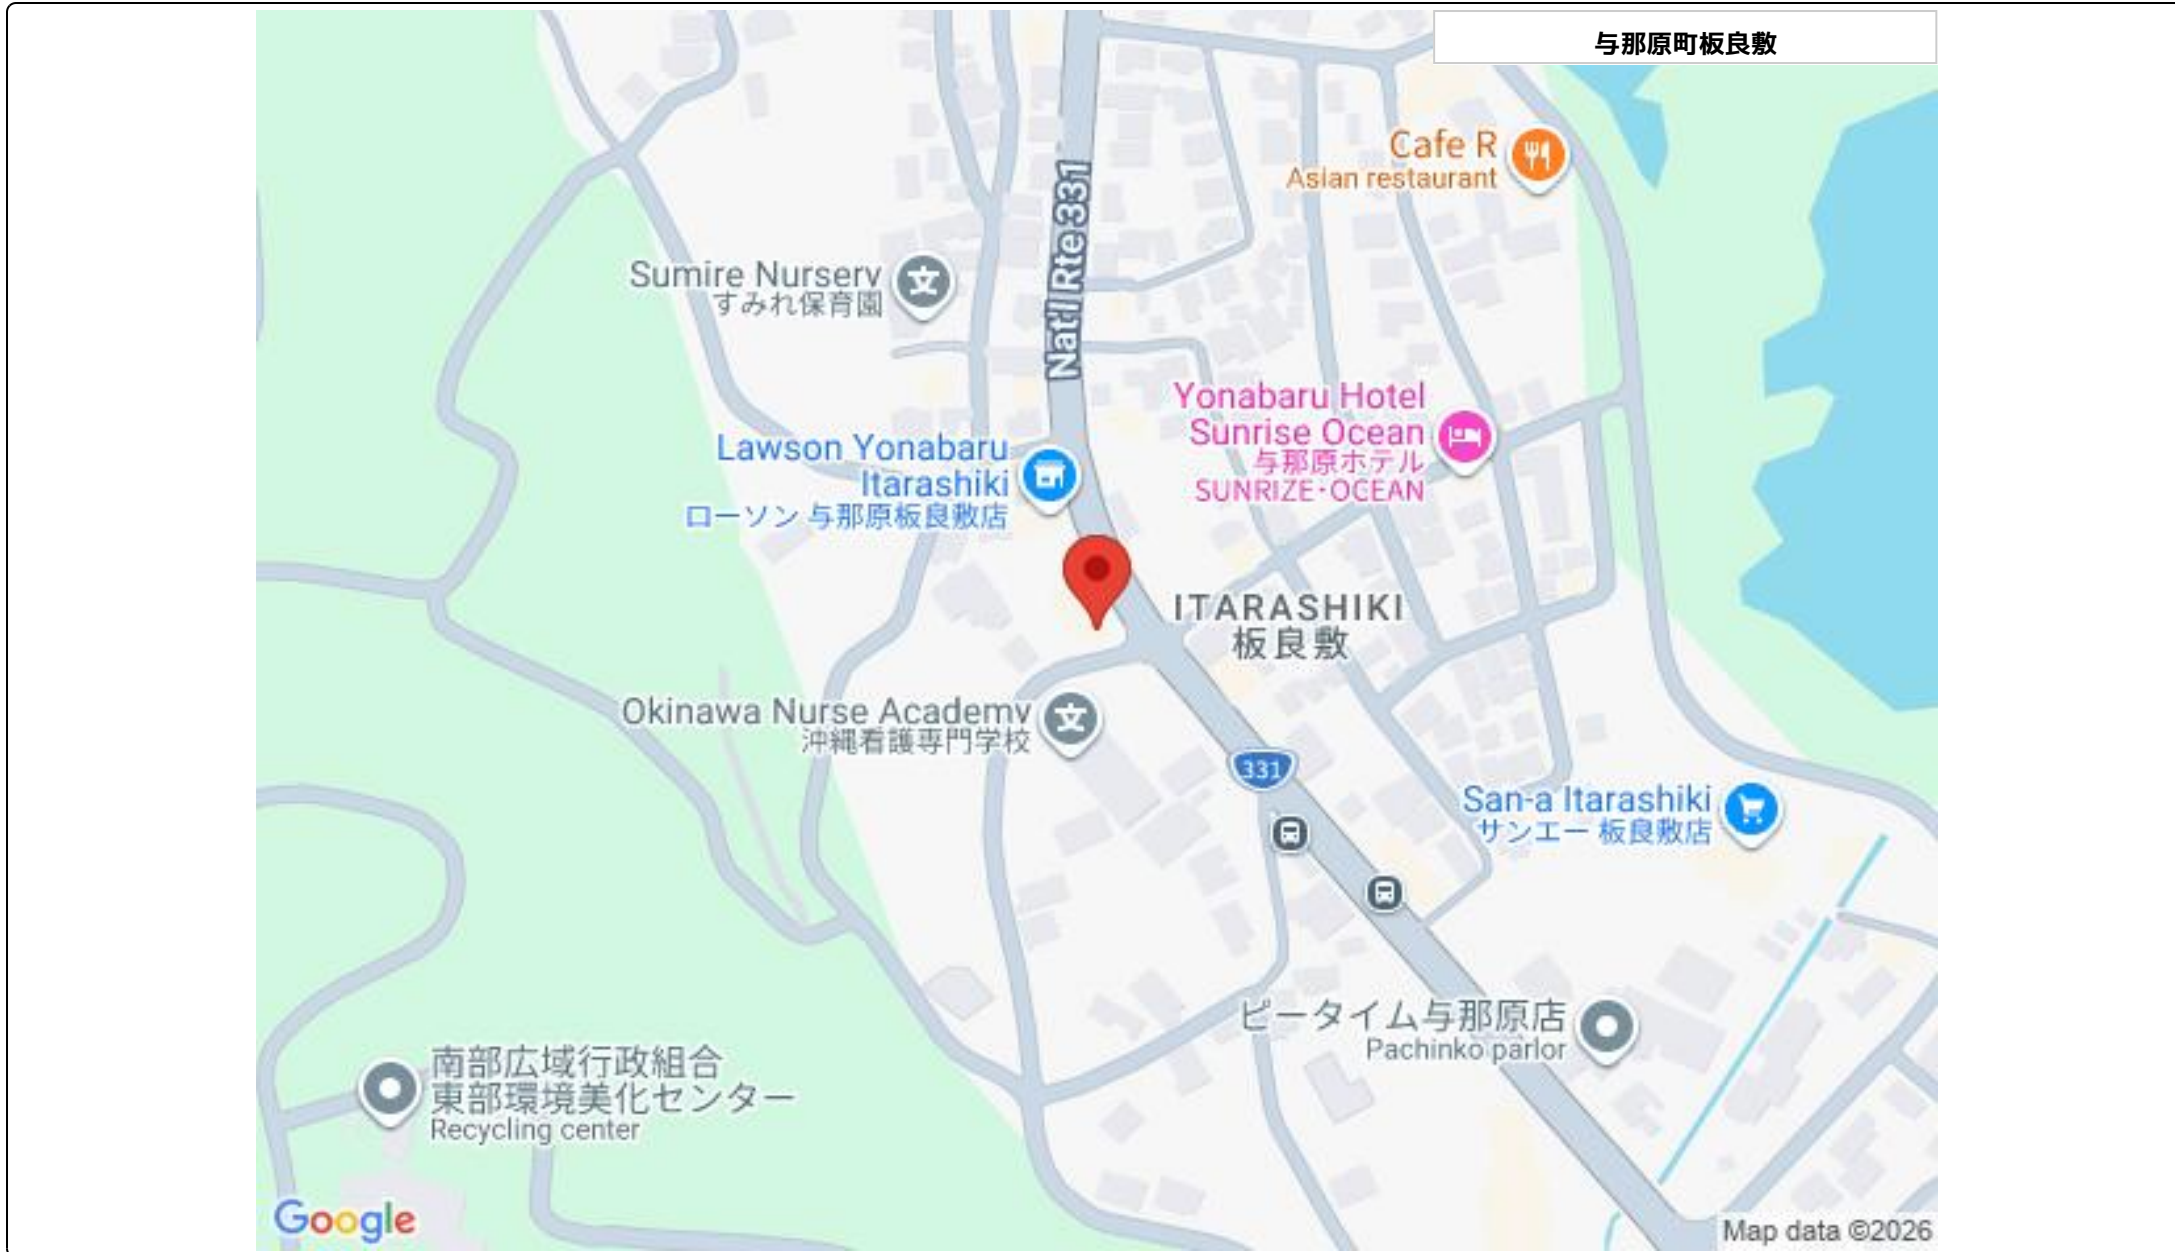 与那原町板良敷
Cafe R
Asian restaurant
Nat'l Rte 331
Sumire Nursery
すみれ保育園
Yonabaru Hotel
Sunrise Ocean
与那原ホテル
SUNRIZE・OCEAN
Lawson Yonabaru
Itarashiki
ローソン 与那原板良敷店
ITARASHIKI
板良敷
Okinawa Nurse Academy
沖縄看護専門学校
331
San-a Itarashiki
サンエー 板良敷店
ピータイム与那原店
Pachinko parlor
南部広域行政組合
東部環境美化センター
Recycling center
Google
Map data ©2026